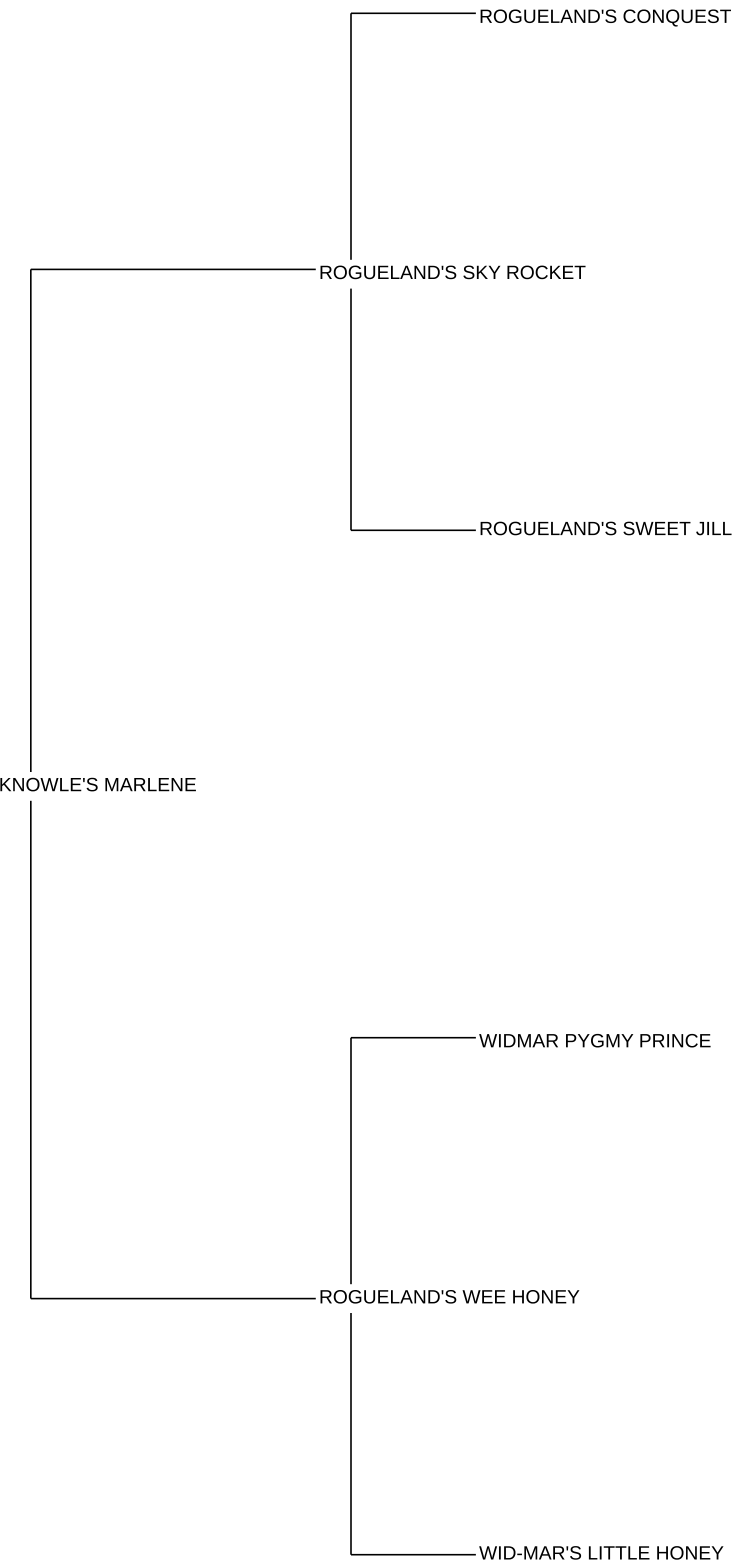 ROGUELAND'S CONQUEST
ROGUELAND'S SKY ROCKET
ROGUELAND'S SWEET JILL
KNOWLE'S MARLENE
WIDMAR PYGMY PRINCE
ROGUELAND'S WEE HONEY
WID-MAR'S LITTLE HONEY